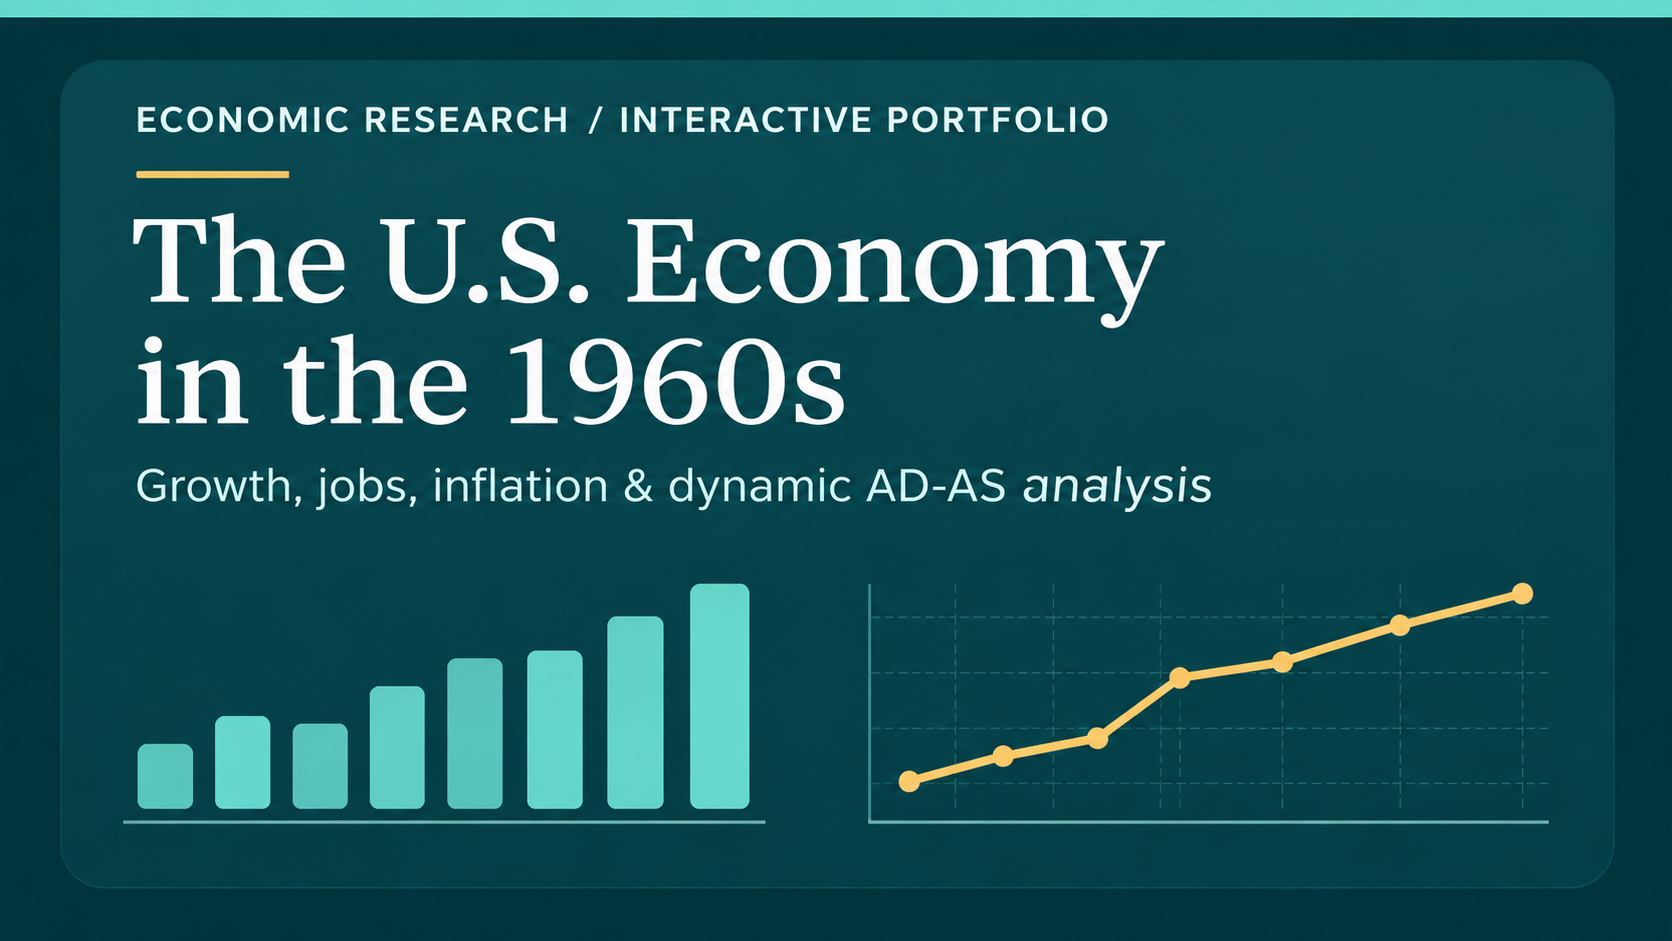 ECONOMIC RESEARCH / INTERACTIVE PORTFOLIO
The U.S. Economy
in the 1960s
Growth, jobs, inflation & dynamic AD-AS analysis